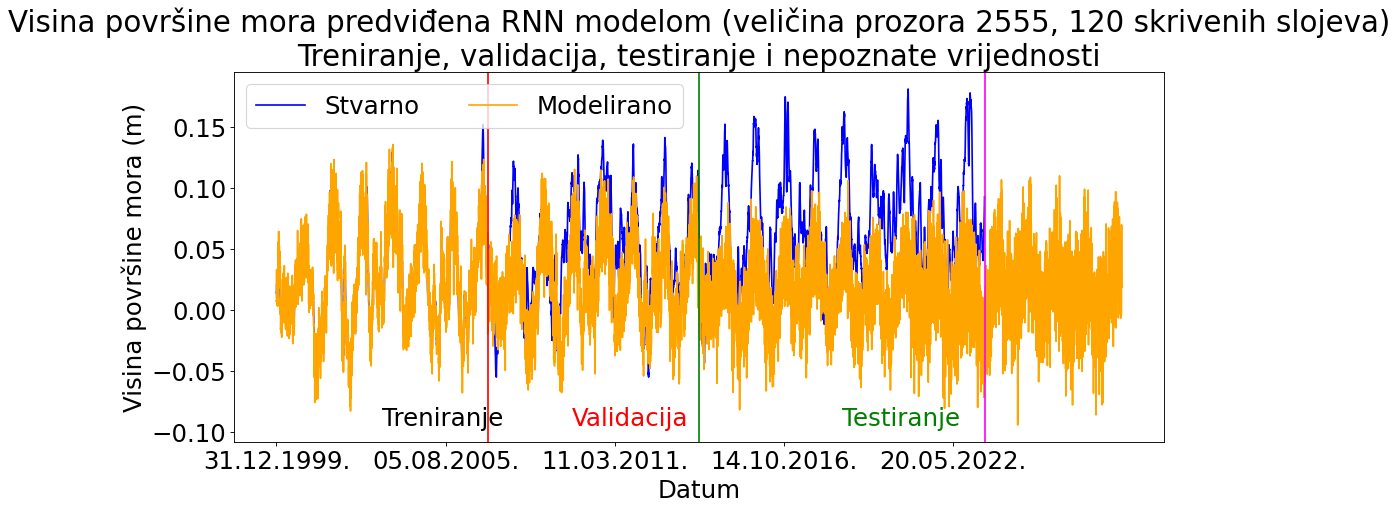 Visina površine mora predviđena RNN modelom (veličina prozora 2555, 120 skrivenih slojeva)
Treniranje, validacija, testiranje i nepoznate vrijednosti
Stvarno Modelirano
Visina površine mora (m)
0.15
0.10
0.05
0.00
−0.05
−0.10
Treniranje Validacija Testiranje
31.12.1999. 05.08.2005. 11.03.2011. 14.10.2016. 20.05.2022.
Datum